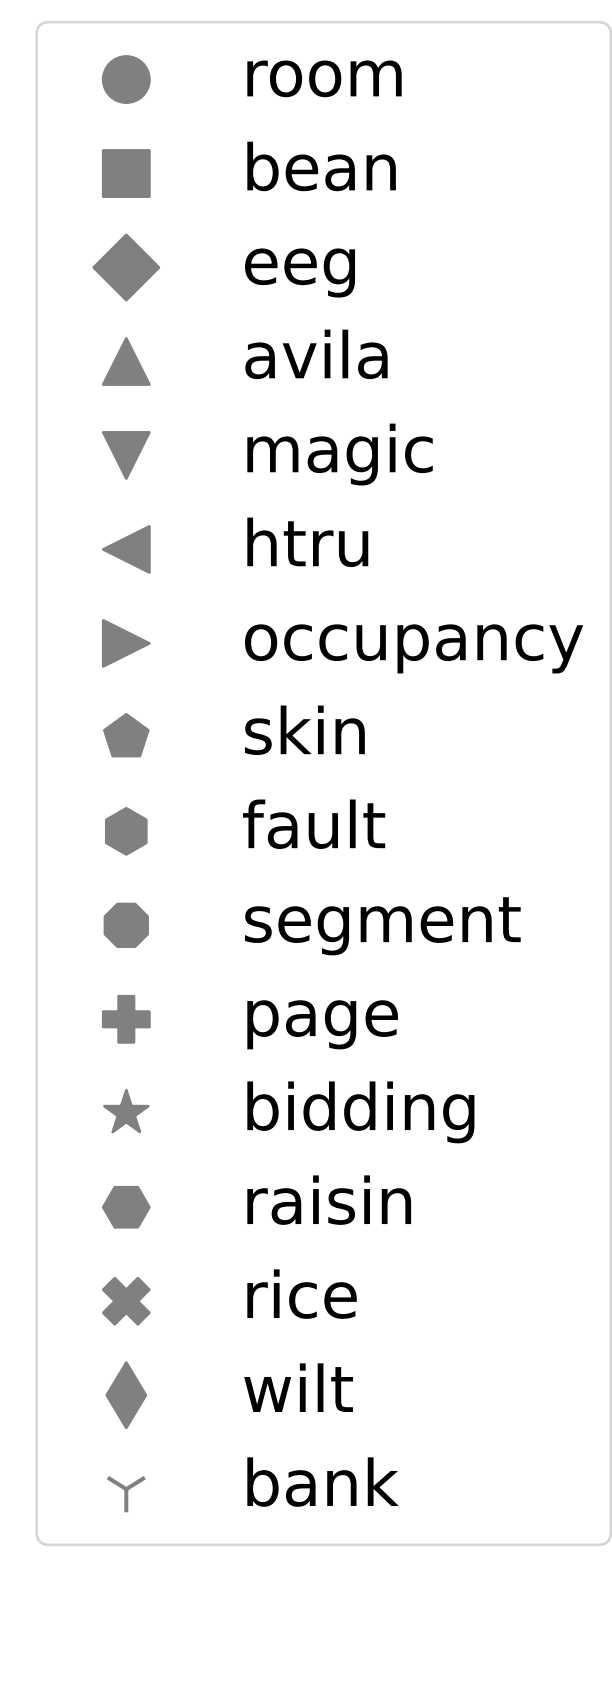 room
bean
eeg
avila
magic
htru
occupancy
skin
fault
segment
page
bidding
raisin
rice
wilt
bank